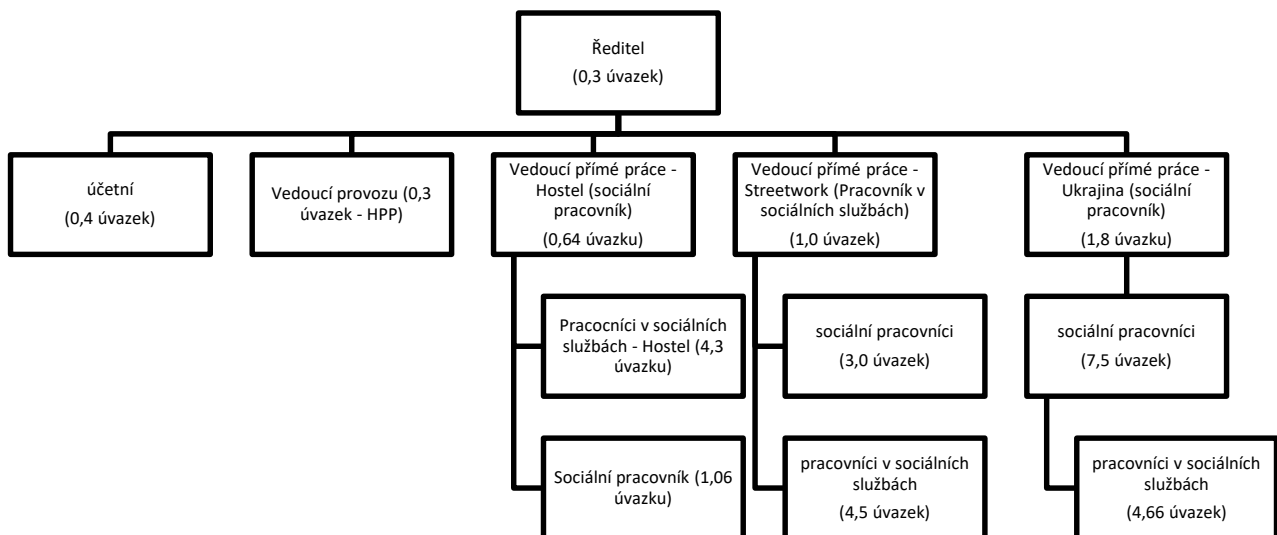 Ředitel
(0,3 úvazek)
účetní
(0,4 úvazek)
Vedoucí provozu (0,3
úvazek - HPP)
Vedoucí přímé práce -
Hostel (sociální
pracovník)
(0,64 úvazku)
Vedoucí přímé práce -
Streetwork (Pracovník v
sociálních službách)
(1,0 úvazek)
Vedoucí přímé práce -
Ukrajina (sociální
pracovník)
(1,8 úvazku)
Pracocníci v sociálních
službách - Hostel (4,3
úvazku)
sociální pracovníci
(3,0 úvazek)
sociální pracovníci
(7,5 úvazek)
Sociální pracovník (1,06
úvazku)
pracovníci v sociálních
službách
(4,5 úvazek)
pracovníci v sociálních
službách
(4,66 úvazek)